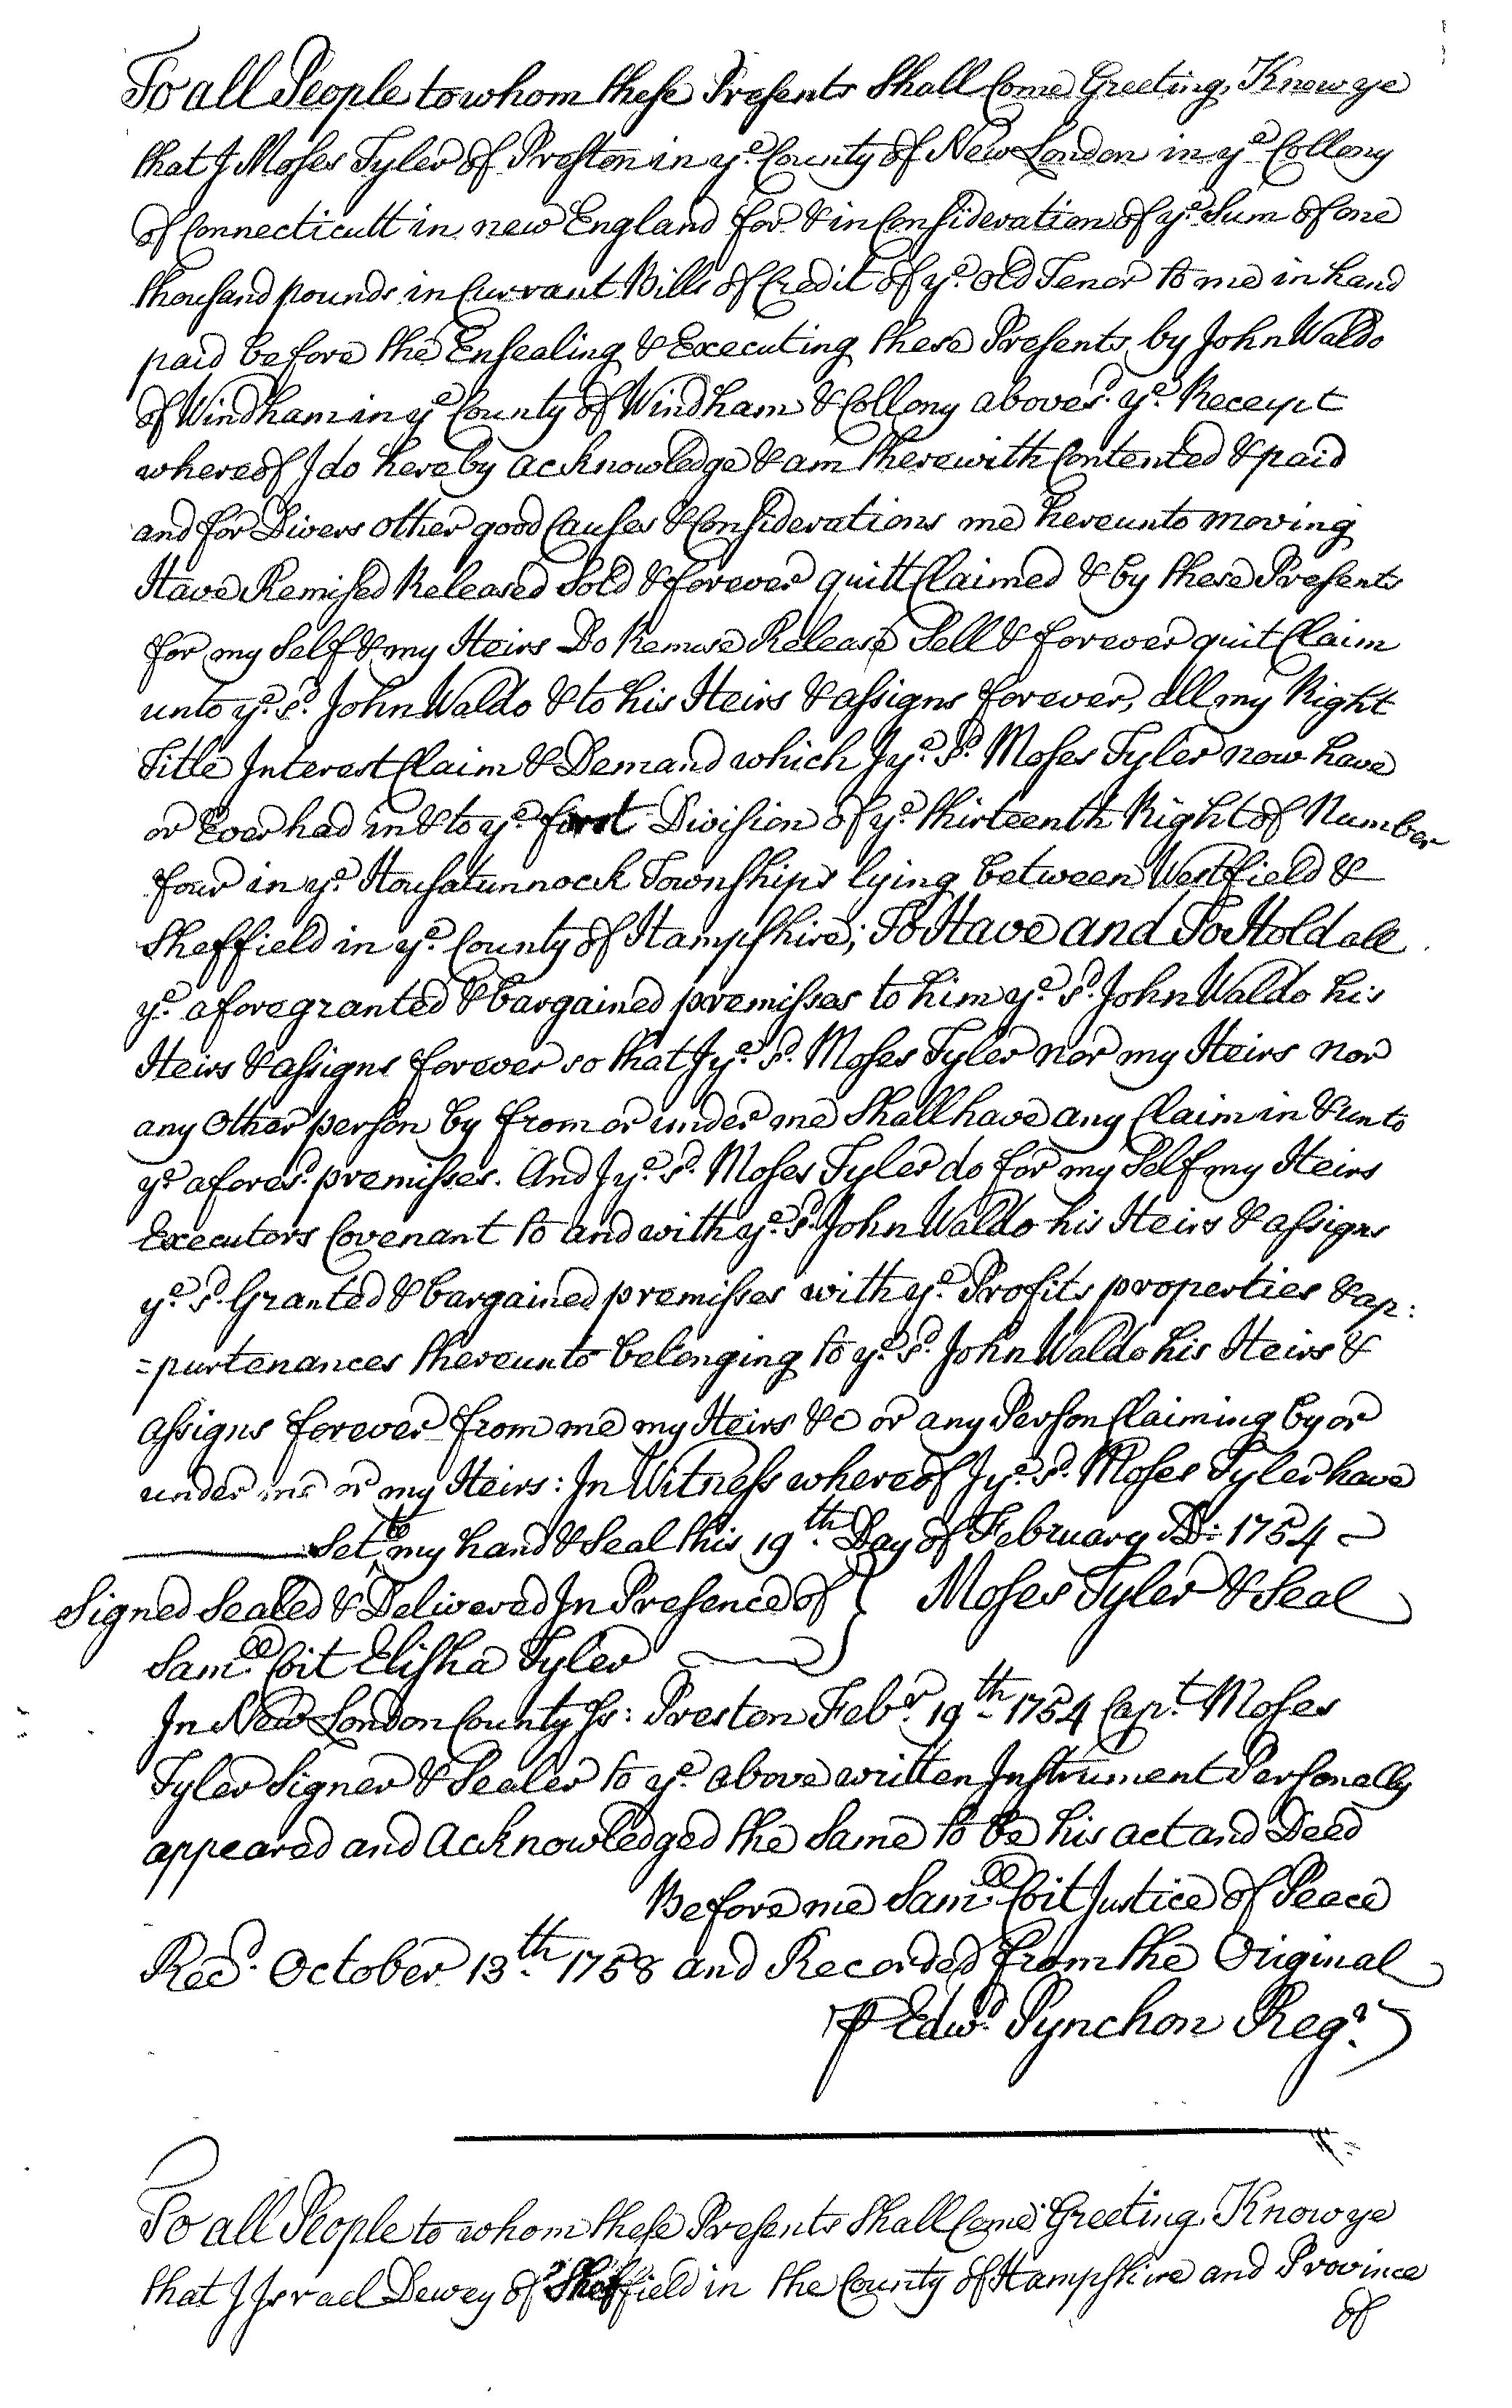 To all People to whom these Presents Shall Come Greeting, Know ye
that I Moses Tyler of Preston in ye. County of New London in ye. Collony
of Connecticutt in new England for & in Consideration of ye. Sum of one
thousand pounds in Currant Bills of Credit of ye. Old Tenor to me in hand
paid before the Ensealing & Executing these Presents by John Waldo
of Windham in ye. County of Windham & Collony abovesd. ye. Receipt
whereof I do hereby acknowledge & am therewith Contented & paid
and for Divers other good Causes & Considerations me hereunto moving
Have Remised Released Sold & forever quitt Claimed & by these Presents
for my Self & my Heirs Do Remise Release Sell & forever quit Claim
unto ye. sd. John Waldo & to his Heirs & assigns forever, all my Right
Title Interest Claim & Demand which I ye. sd. Moses Tyler now have
or Ever had in & to ye. first Division of ye. thirteenth Right of Number
four in ye. Housatunnock Townships lying between Westfield &
Sheffield in ye. County of Hampshire; To Have and To Hold all
ye. aforegranted & bargained premisses to him ye. sd. John Waldo his
Heirs & assigns forever so that I ye. sd. Moses Tyler nor my Heirs nor
any other person by from or under me Shall have any Claim in & unto
ye. aforesd. premisses. And I ye. sd. Moses Tyler do for my Self my Heirs
Executors Covenant to and with ye. sd. John Waldo his Heirs & assigns
ye. sd. Granted & bargained premisses with ye. Profits properties & ap:
=purtenances thereunto belonging to ye. sd. John Waldo his Heirs &
assigns forever from me my Heirs &c or any Person Claiming by or
under me or my Heirs: In Witness whereof I ye. sd. Moses Tyler have
Set to my hand & Seal this 19th. Day of February AD: 1754
Signed Sealed & Delivered In Presence of } Moses Tyler & Seal
Samll. Coit Elisha Tyler
In New London County Ss: Preston Febr. 19th. 1754 Capt. Moses
Tyler Signer & Sealer to ye. above written Instrument Personally
appeared and Acknowledged the Same to be his act and Deed
Before me Samll. Coit Justice of Peace
Recd. October 13th. 1758 and Recorded from the Original
P Edwd. Pynchon Regr.
To all People to whom these Presents Shall Come Greeting, Know ye
that I Israel Dewey of Sheffield in the County of Hampshire and Province
of